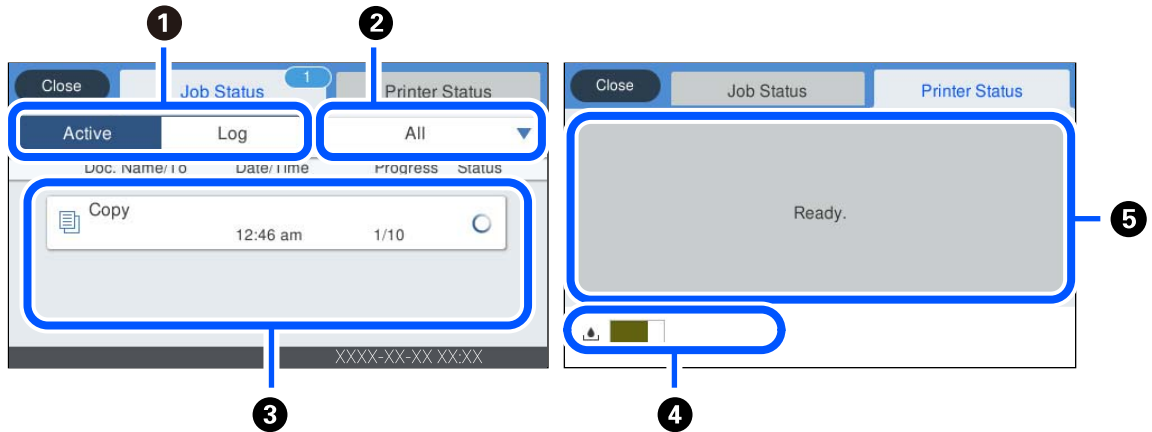 1 2
Close Job Status 1 Printer Status
Active Log All
Doc. Name/To Date/Time Progress Status
Copy
12:46 am 1/10
XXXX-XX-XX XX:XX
3
Close Job Status Printer Status
Ready.
5
4